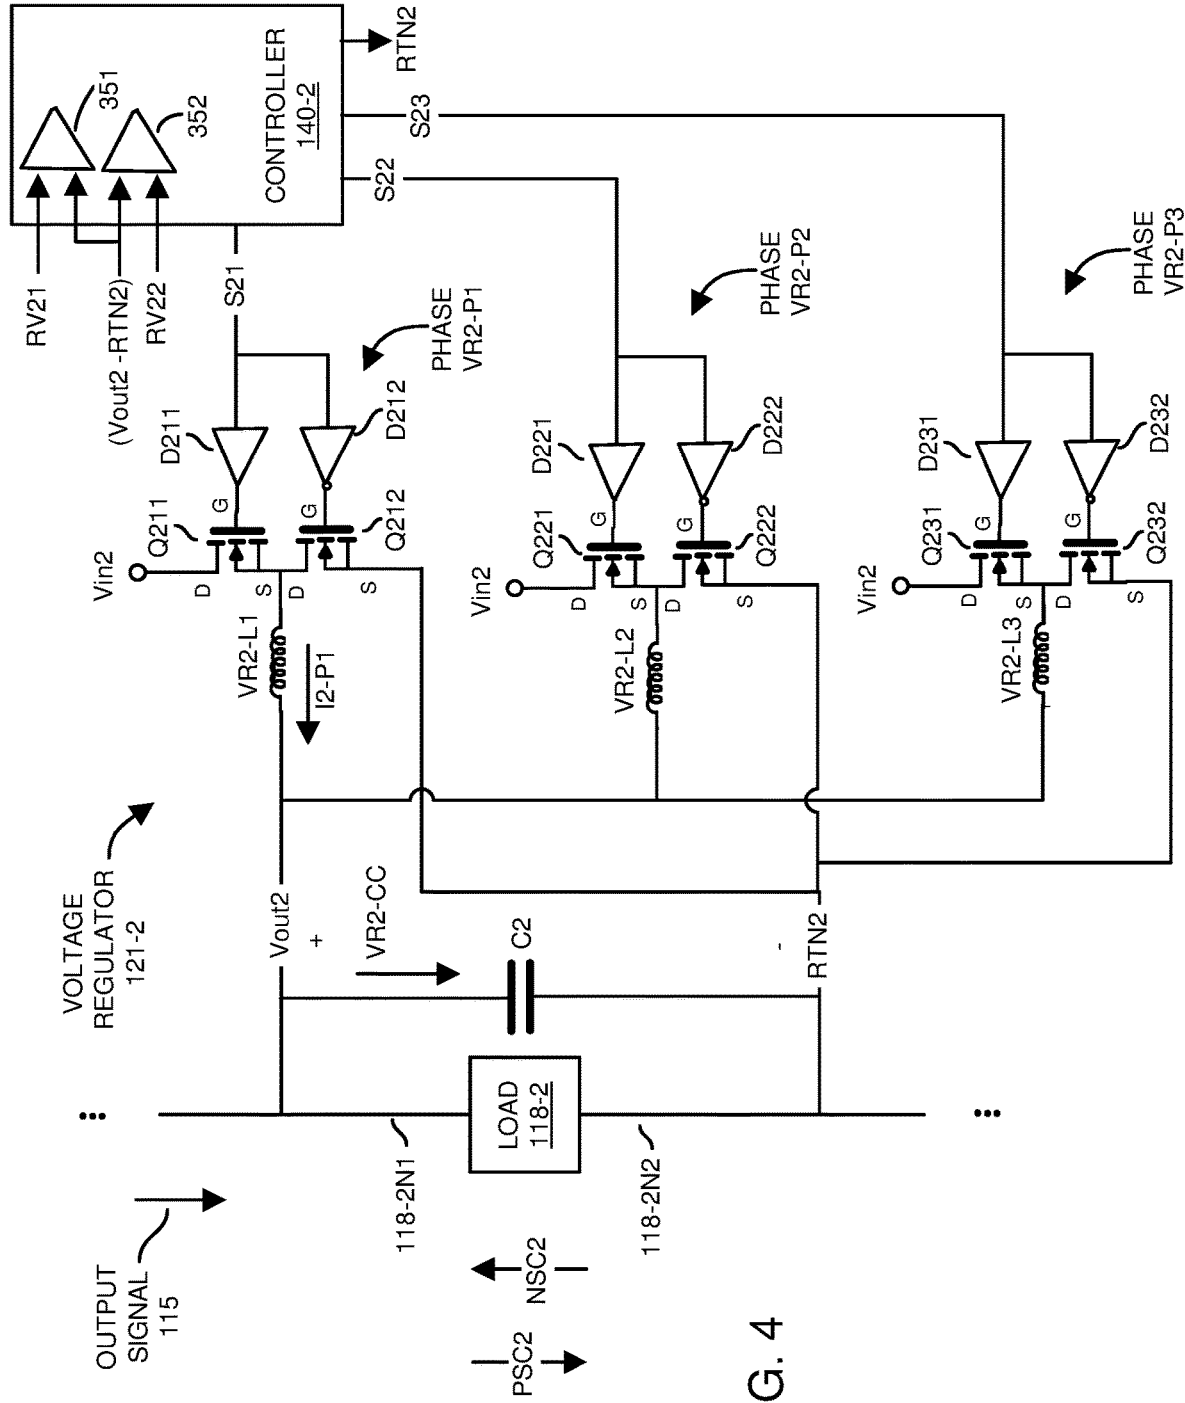 351
352
CONTROLLER
140-2
RTN2
S23
S22
RV21
(Vout2 -RTN2)
RV22
S21
PHASE
VR2-P1
PHASE
VR2-P2
PHASE
VR2-P3
D211
D212
D221
D222
D231
D232
Q211
G
G
Q212
Q221
G
G
Q222
Q231
G
G
Q232
Vin2
D
S
D
S
Vin2
D
S
D
S
Vin2
D
S
D
S
VR2-L1
I2-P1
VR2-L2
VR2-L3
VOLTAGE
REGULATOR
121-2
Vout2
+
VR2-CC
C2
-
RTN2
LOAD
118-2
118-2N1
118-2N2
OUTPUT
SIGNAL
115
NSC2
PSC2
G. 4